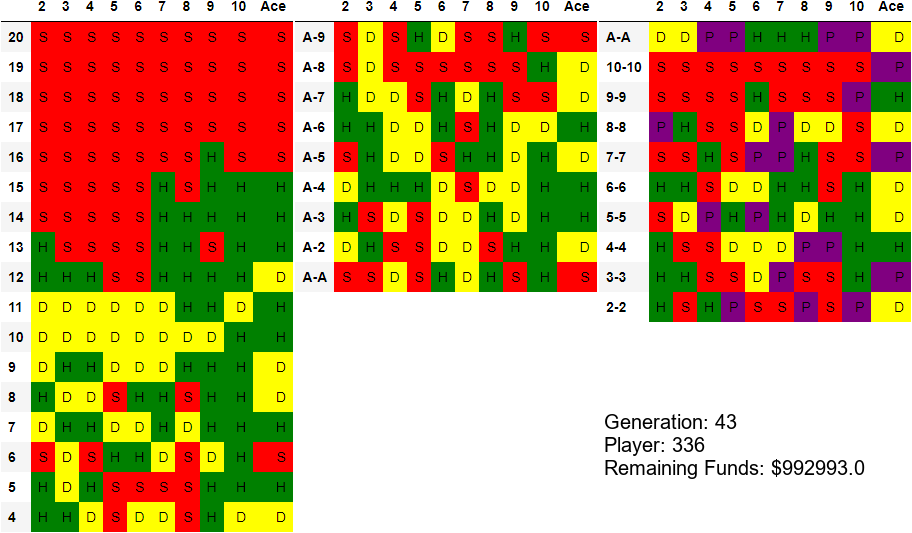 2 3 4 5 6 7 8 9 10 Ace
20 S S S S S S S S S S
19 S S S S S S S S S S
18 S S S S S S S S S S
17 S S S S S S S S S S
16 S S S S S S S H S S
15 S S S S S H S H H H
14 S S S S S H H H H H
13 H S S S S H H S H H
12 H H H S S H H H H D
11 D D D D D D H H D H
10 D D D D D D D D H H
9 D H H D D D H H H D
8 H D D S H H S H H D
7 D H H D D H D H H H
6 S D S H H D S D H S
5 H D H S S S S H H H
4 H H D S D D S H D D
2 3 4 5 6 7 8 9 10 Ace
A-9 S D S H D S S H S S
A-8 S D S S S S S S H D
A-7 H D D S H D H S S D
A-6 H H D D H S H D D H
A-5 S H D D S H H D H D
A-4 D H H H D S D D H H
A-3 H S D S D D H D H H
A-2 D H S S D D S H H D
A-A S S D S H D H S H S
2 3 4 5 6 7 8 9 10 Ace
A-A D D P P H H H P P D
10-10 S S S S S S S S S P
9-9 S S S S H S S S P H
8-8 P H S S D P D D S D
7-7 S S H S P P H S S P
6-6 H H S D D H H S H D
5-5 S D P H P H D H H D
4-4 H S S D D D P P H H
3-3 H H S S D P S S H P
2-2 H S H P S S P S P D
Generation: 43
Player: 336
Remaining Funds: $992993.0